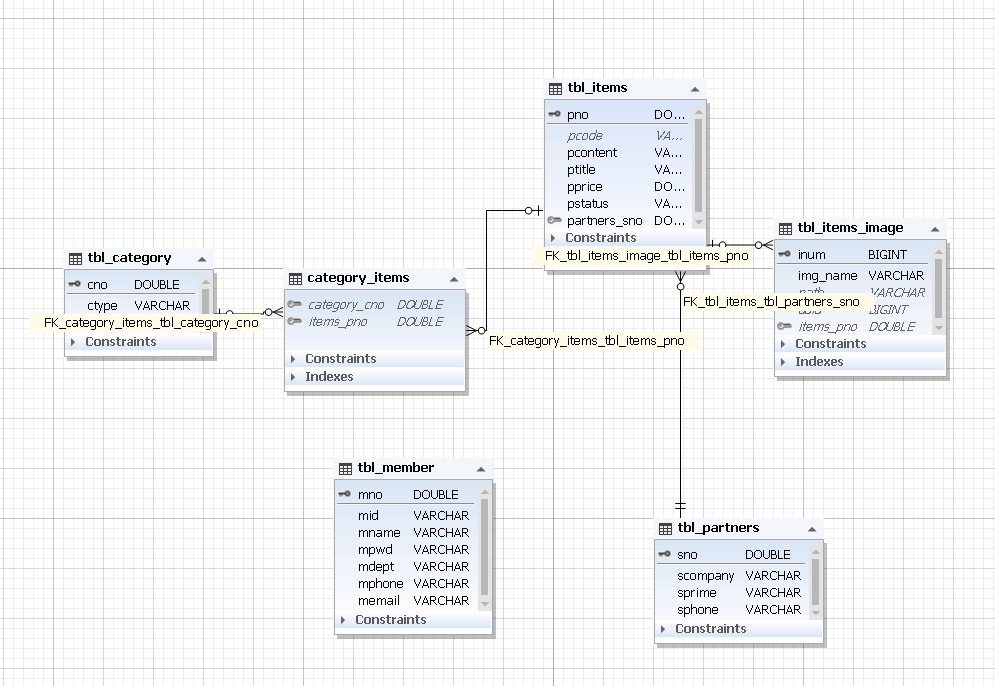 tbl_items
pno DO...
pcode VA...
pcontent VA...
ptitle VA...
pprice DO...
pstatus VA...
partners_sno DO...
Constraints
FK_tbl_items_image_tbl_items_pno
tbl_items_image
inum BIGINT
img_name VARCHAR
path VARCHAR
BIGINT
items_pno DOUBLE
Constraints
Indexes
FK_tbl_items_tbl_partners_sno
tbl_category
cno DOUBLE
ctype VARCHAR
FK_category_items_tbl_category_cno
Constraints
category_items
category_cno DOUBLE
items_pno DOUBLE
Constraints
Indexes
FK_category_items_tbl_items_pno
tbl_member
mno DOUBLE
mid VARCHAR
mname VARCHAR
mpwd VARCHAR
mdept VARCHAR
mphone VARCHAR
memail VARCHAR
Constraints
tbl_partners
sno DOUBLE
scompany VARCHAR
sprime VARCHAR
sphone VARCHAR
Constraints